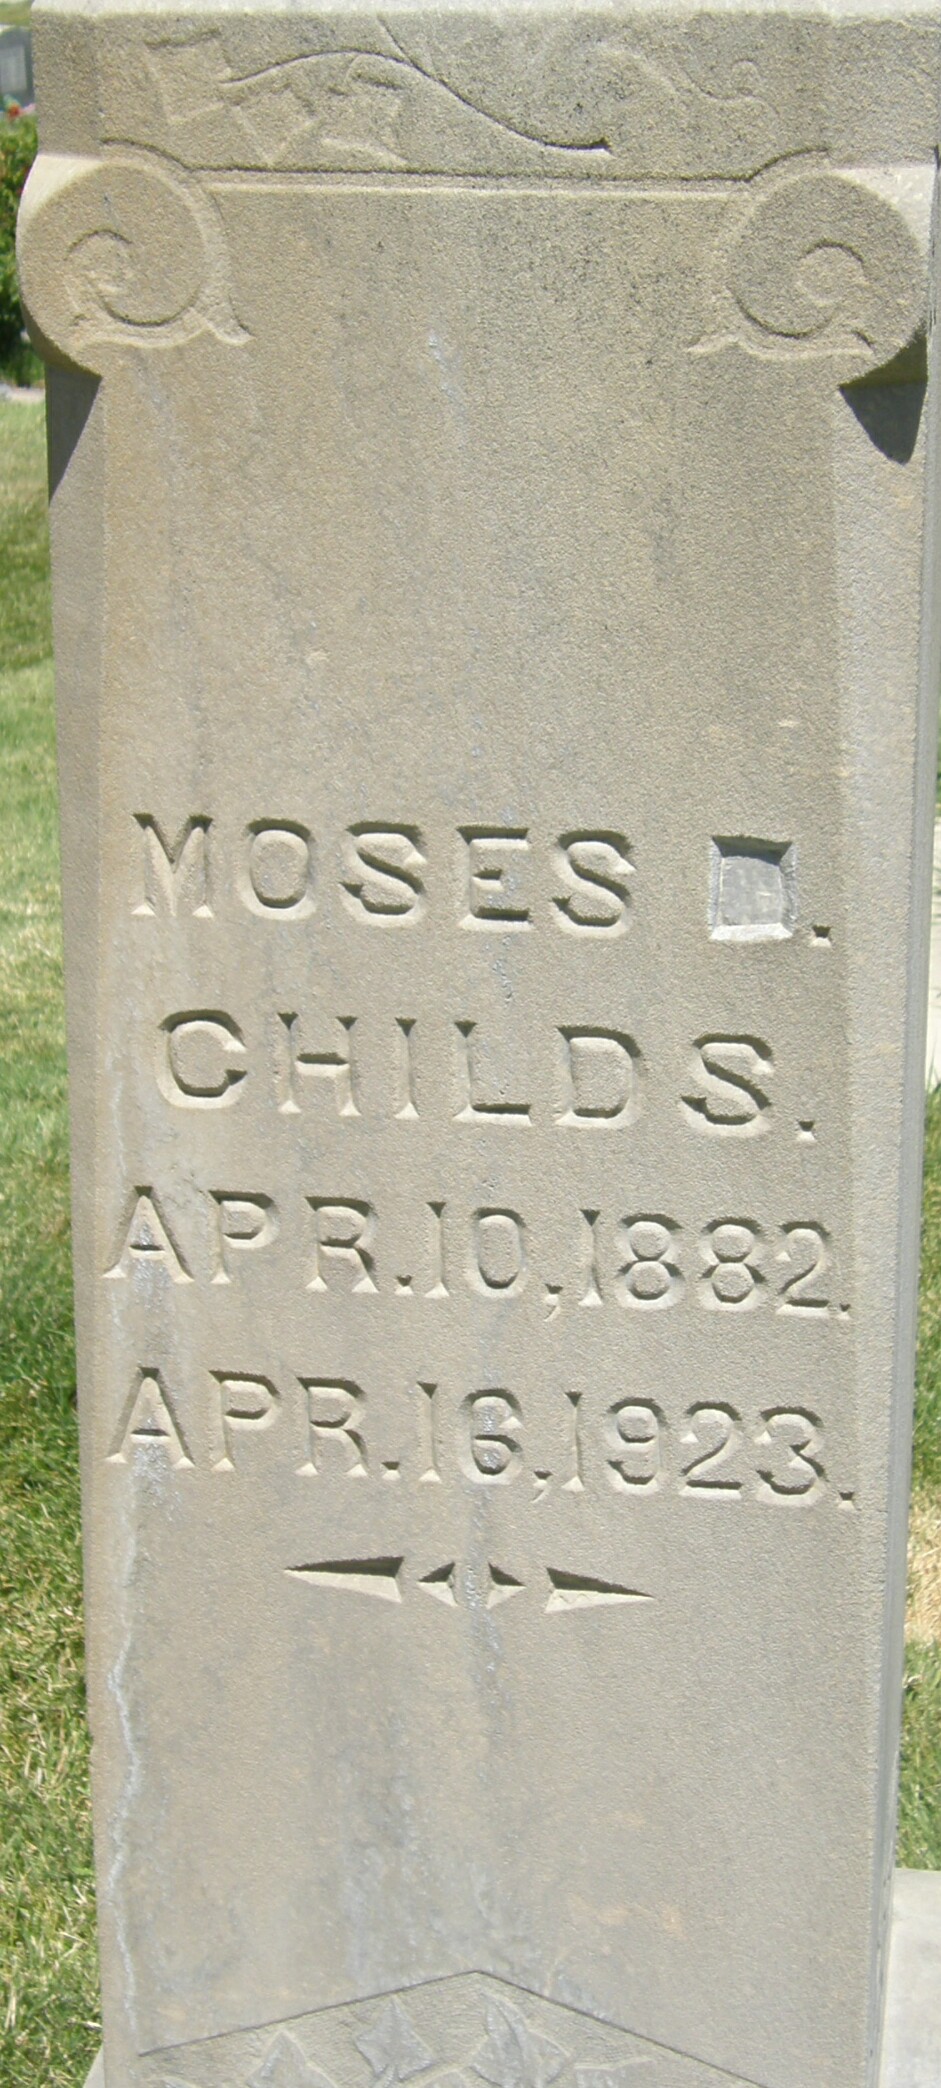 MOSES .
CHILDS.
APR.10,1882.
APR.16,1923.